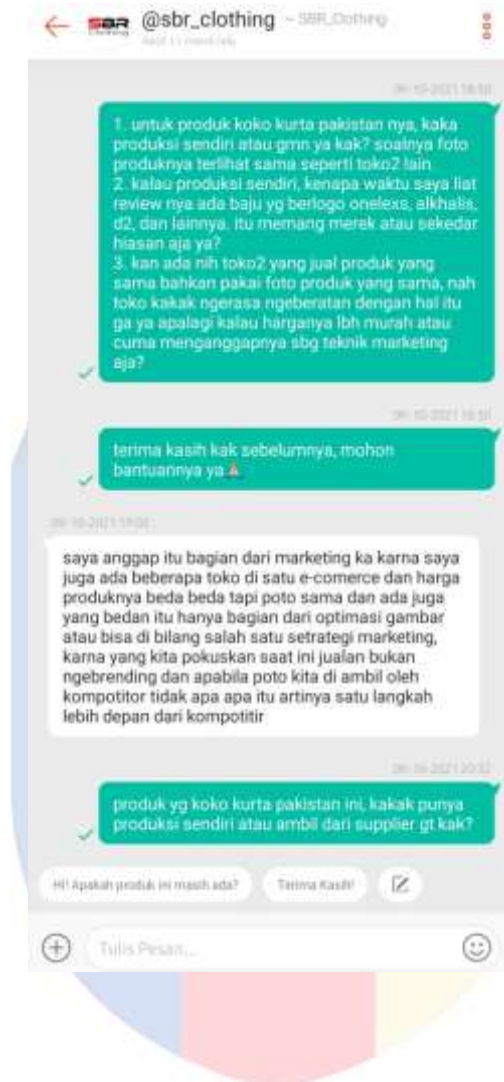 @sbr_clothing ~ SBR_Clothing
1. untuk produk koko kurta pakistan nya, kaka
produksi sendiri atau gmn ya kak? soalnya foto
produknya terlihat sama seperti toko2 lain
2. kalau produksi sendiri, kenapa waktu saya liat
review nya ada baju yg berlogo onelexs, alkhalis,
d2, dan lainnya. itu memang merek atau sekedar
hiasan aja ya?
3. kan ada nih toko2 yang jual produk yang
sama bahkan pakai foto produk yang sama, nah
toko kakak ngerasa ngeberatan dengan hal itu
ga ya apalagi kalau harganya lbh murah atau
cuma menganggapnya sbg teknik marketing
aja?
terima kasih kak sebelumnya, mohon
bantuannya ya
saya anggap itu bagian dari marketing ka karna saya
juga ada beberapa toko di satu e-comerce dan harga
produknya beda beda tapi poto sama dan ada juga
yang bedan itu hanya bagian dari optimasi gambar
atau bisa di bilang salah satu setrategi marketing,
karna yang kita pokuskan saat ini jualan bukan
ngebrending dan apabila poto kita di ambil oleh
kompotitor tidak apa apa itu artinya satu langkah
lebih depan dari kompotitir
produk yg koko kurta pakistan ini, kakak punya
produksi sendiri atau ambil dari supplier gt kak?
Hi! Apakah produk ini masih ada?
Terima Kasih!
Tulis Pesan...